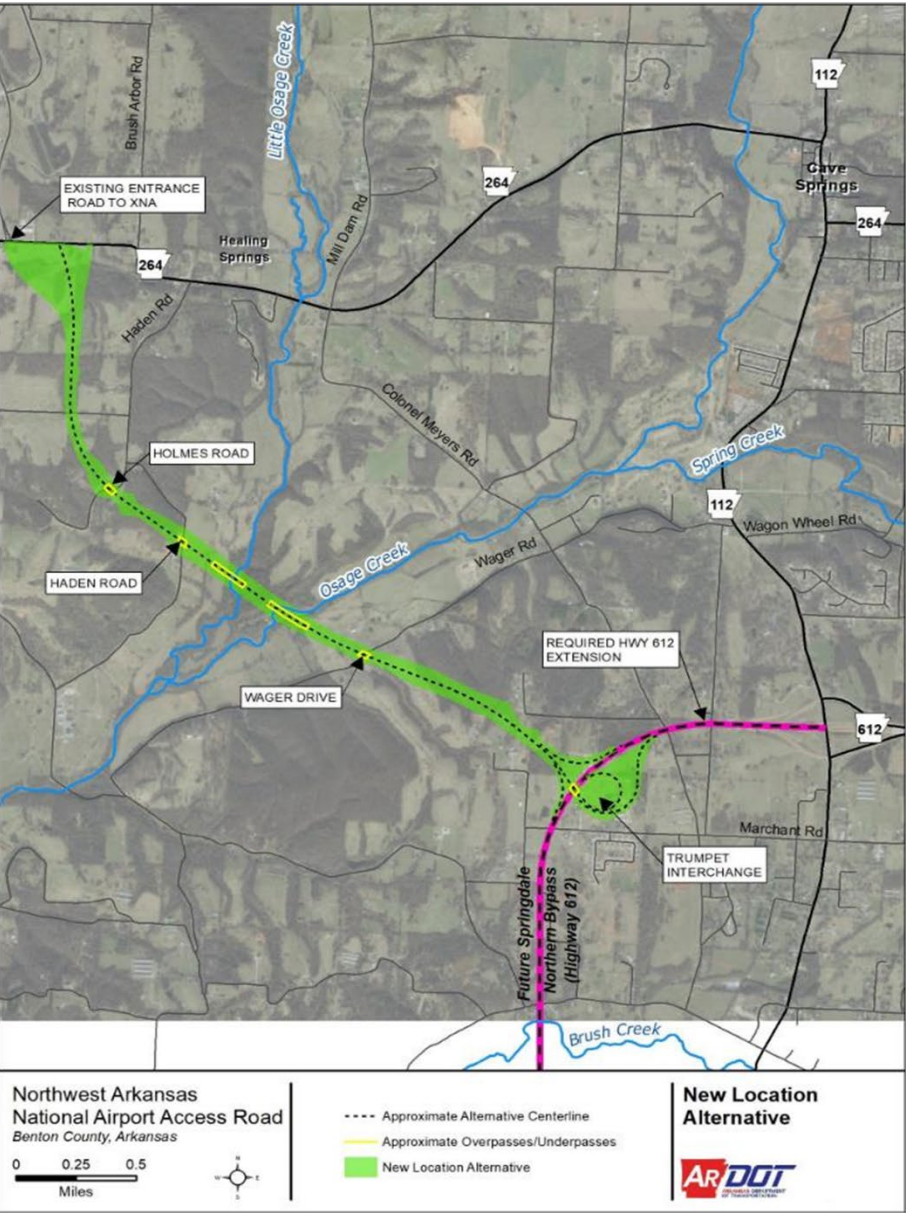 112
Little Osage Creek
Brush Arbor Rd
264
Cave
Springs
EXISTING ENTRANCE
ROAD TO XNA
264
Mill Dam Rd
Healing
Springs
264
Haden Rd
Colonel Meyers Rd
HOLMES ROAD
Spring Creek
112
Wagon Wheel Rd
Wager Rd
Osage Creek
HADEN ROAD
REQUIRED HWY 612
EXTENSION
WAGER DRIVE
612
Marchant Rd
TRUMPET
INTERCHANGE
Future Springdale
Northern Bypass
(Highway 612)
Brush Creek
Northwest Arkansas
National Airport Access Road
Benton County, Arkansas
0 0.25 0.5
Miles
N
W E
S
Approximate Alternative Centerline
Approximate Overpasses/Underpasses
New Location Alternative
New Location
Alternative
ARDOT
ARKANSAS DEPARTMENT
OF TRANSPORTATION